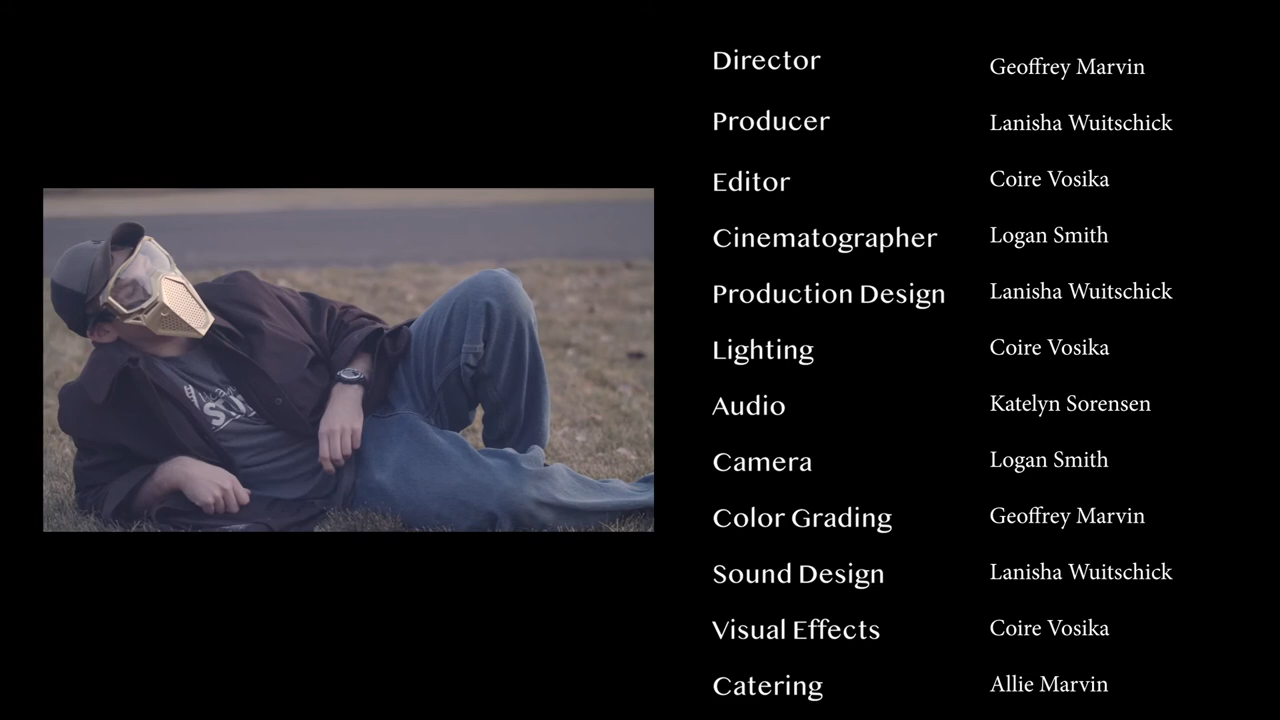 Director Geoffrey Marvin
Producer Lanisha Wuitschick
Editor Coire Vosika
Cinematographer Logan Smith
Production Design Lanisha Wuitschick
Lighting Coire Vosika
Audio Katelyn Sorensen
Camera Logan Smith
Color Grading Geoffrey Marvin
Sound Design Lanisha Wuitschick
Visual Effects Coire Vosika
Catering Allie Marvin